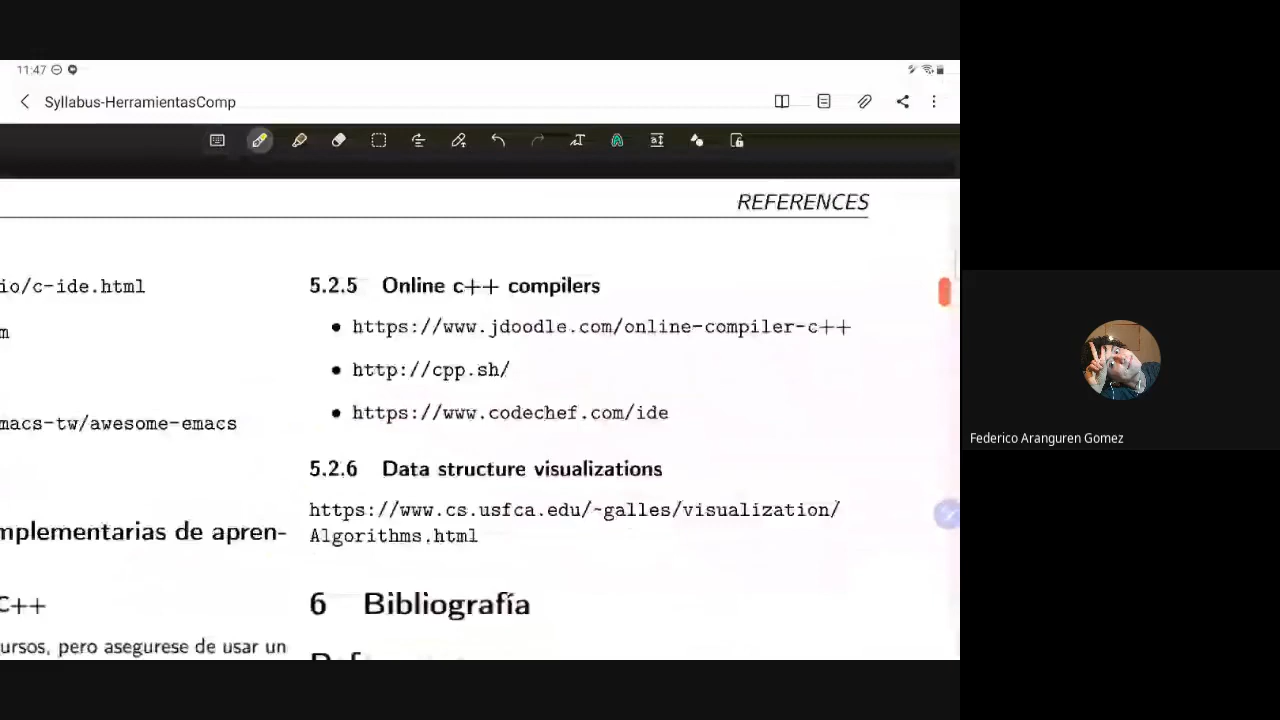 11:47
Syllabus-HerramientasComp
REFERENCES
io/c-ide.html
m
macs-tw/awesome-emacs
mplementarias de apren-
C++
ursos, pero asegurese de usar un
5.2.5 Online c++ compilers
• https://www.jdoodle.com/online-compiler-c++
• http://cpp.sh/
• https://www.codechef.com/ide
5.2.6 Data structure visualizations
https://www.cs.usfca.edu/~galles/visualization/
Algorithms.html
6 Bibliografía
Federico Aranguren Gomez